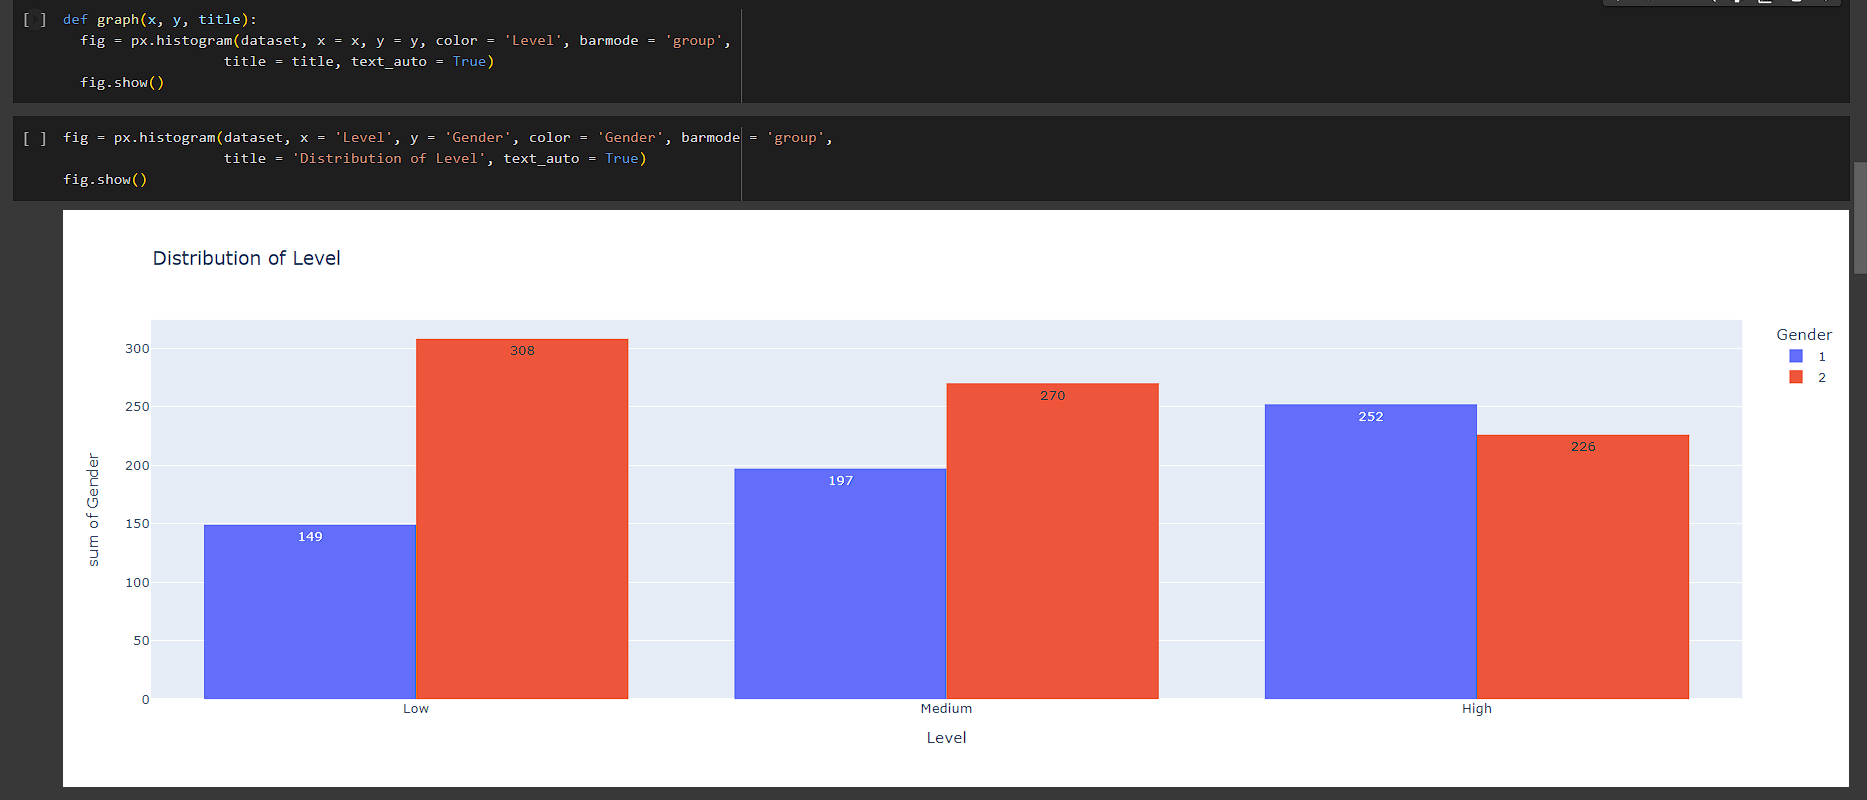 [ ] def graph(x, y, title):
fig = px.histogram(dataset, x = x, y = y, color = 'Level', barmode = 'group',
title = title, text_auto = True)
fig.show()
[ ] fig = px.histogram(dataset, x = 'Level', y = 'Gender', color = 'Gender', barmode = 'group',
title = 'Distribution of Level', text_auto = True)
fig.show()
Distribution of Level
Gender
1
2
300
250
200
150
100
50
0
sum of Gender
308
270
252
226
197
149
Low
Medium
High
Level